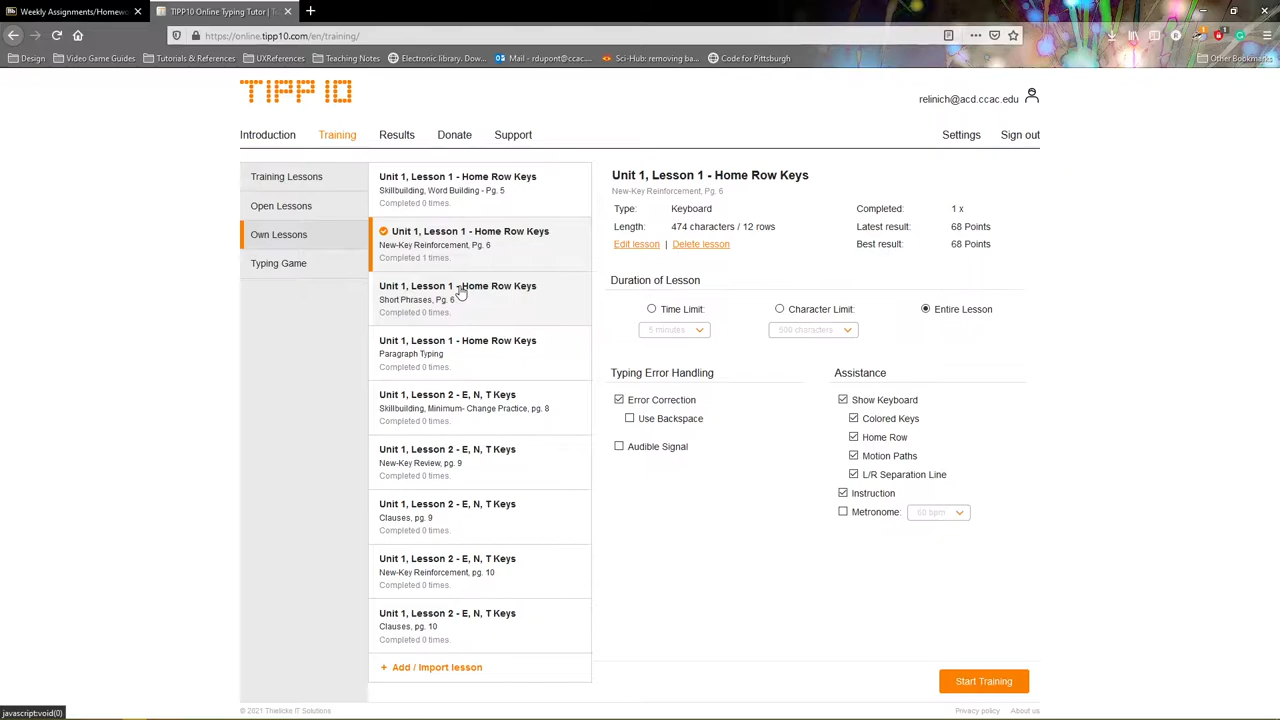 Weekly Assignments/Homew
TIPP10 Online Typing Tutor | Tr
https://online.tipp10.com/en/training/
Design
Video Game Guides
Tutorials & References
UXReferences
Teaching Notes
Electronic library. Dow...
Mail - rdupont@ccac....
Sci-Hub: removing ba...
Code for Pittsburgh
Other Bookmarks
TIPP10
relinich@acd.ccac.edu
Introduction
Training
Results
Donate
Support
Settings
Sign out
Training Lessons
Open Lessons
Own Lessons
Typing Game
Unit 1, Lesson 1 - Home Row Keys
Skillbuilding, Word Building - Pg. 5
Completed 0 times.
Unit 1, Lesson 1 - Home Row Keys
New-Key Reinforcement, Pg. 6
Completed 1 times.
Unit 1, Lesson 1 - Home Row Keys
Short Phrases, Pg. 6
Completed 0 times.
Unit 1, Lesson 1 - Home Row Keys
Paragraph Typing
Completed 0 times.
Unit 1, Lesson 2 - E, N, T Keys
Skillbuilding, Minimum- Change Practice, pg. 8
Completed 0 times.
Unit 1, Lesson 2 - E, N, T Keys
New-Key Review, pg. 9
Completed 0 times.
Unit 1, Lesson 2 - E, N, T Keys
Clauses, pg. 9
Completed 0 times.
Unit 1, Lesson 2 - E, N, T Keys
New-Key Reinforcement, pg. 10
Completed 0 times.
Unit 1, Lesson 2 - E, N, T Keys
Clauses, pg. 10
Completed 0 times.
+ Add / Import lesson
Unit 1, Lesson 1 - Home Row Keys
New-Key Reinforcement, Pg. 6
Type: Keyboard
Length: 474 characters / 12 rows
Edit lesson | Delete lesson
Completed: 1 x
Latest result: 68 Points
Best result: 68 Points
Duration of Lesson
Time Limit:
5 minutes
Character Limit:
500 characters
Entire Lesson
Typing Error Handling
Error Correction
Use Backspace
Audible Signal
Assistance
Show Keyboard
Colored Keys
Home Row
Motion Paths
L/R Separation Line
Instruction
Metronome: 60 bpm
Start Training
© 2021 Thielicke IT Solutions
Privacy policy
About us
javascript:void(0)